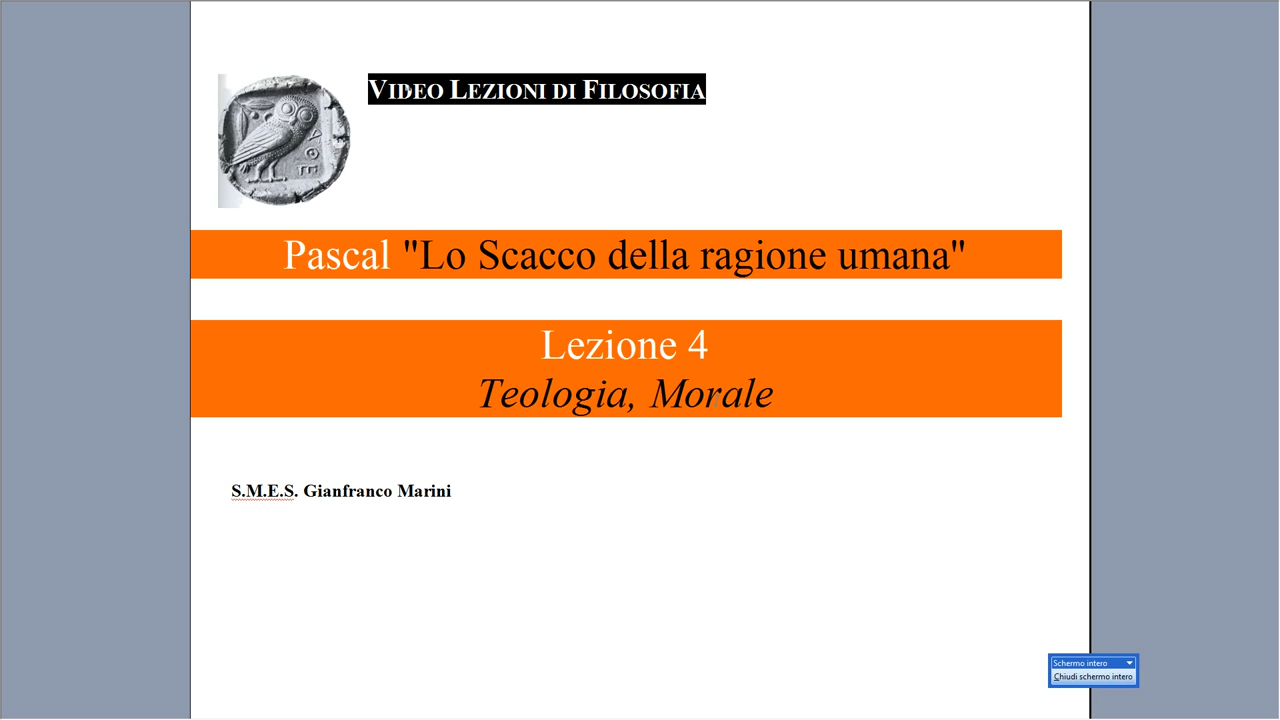 VIDEO LEZIONI DI FILOSOFIA
ΑΘΕ
Pascal "Lo Scacco della ragione umana"
Lezione 4
Teologia, Morale
S.M.E.S. Gianfranco Marini
Schermo intero
Chiudi schermo intero